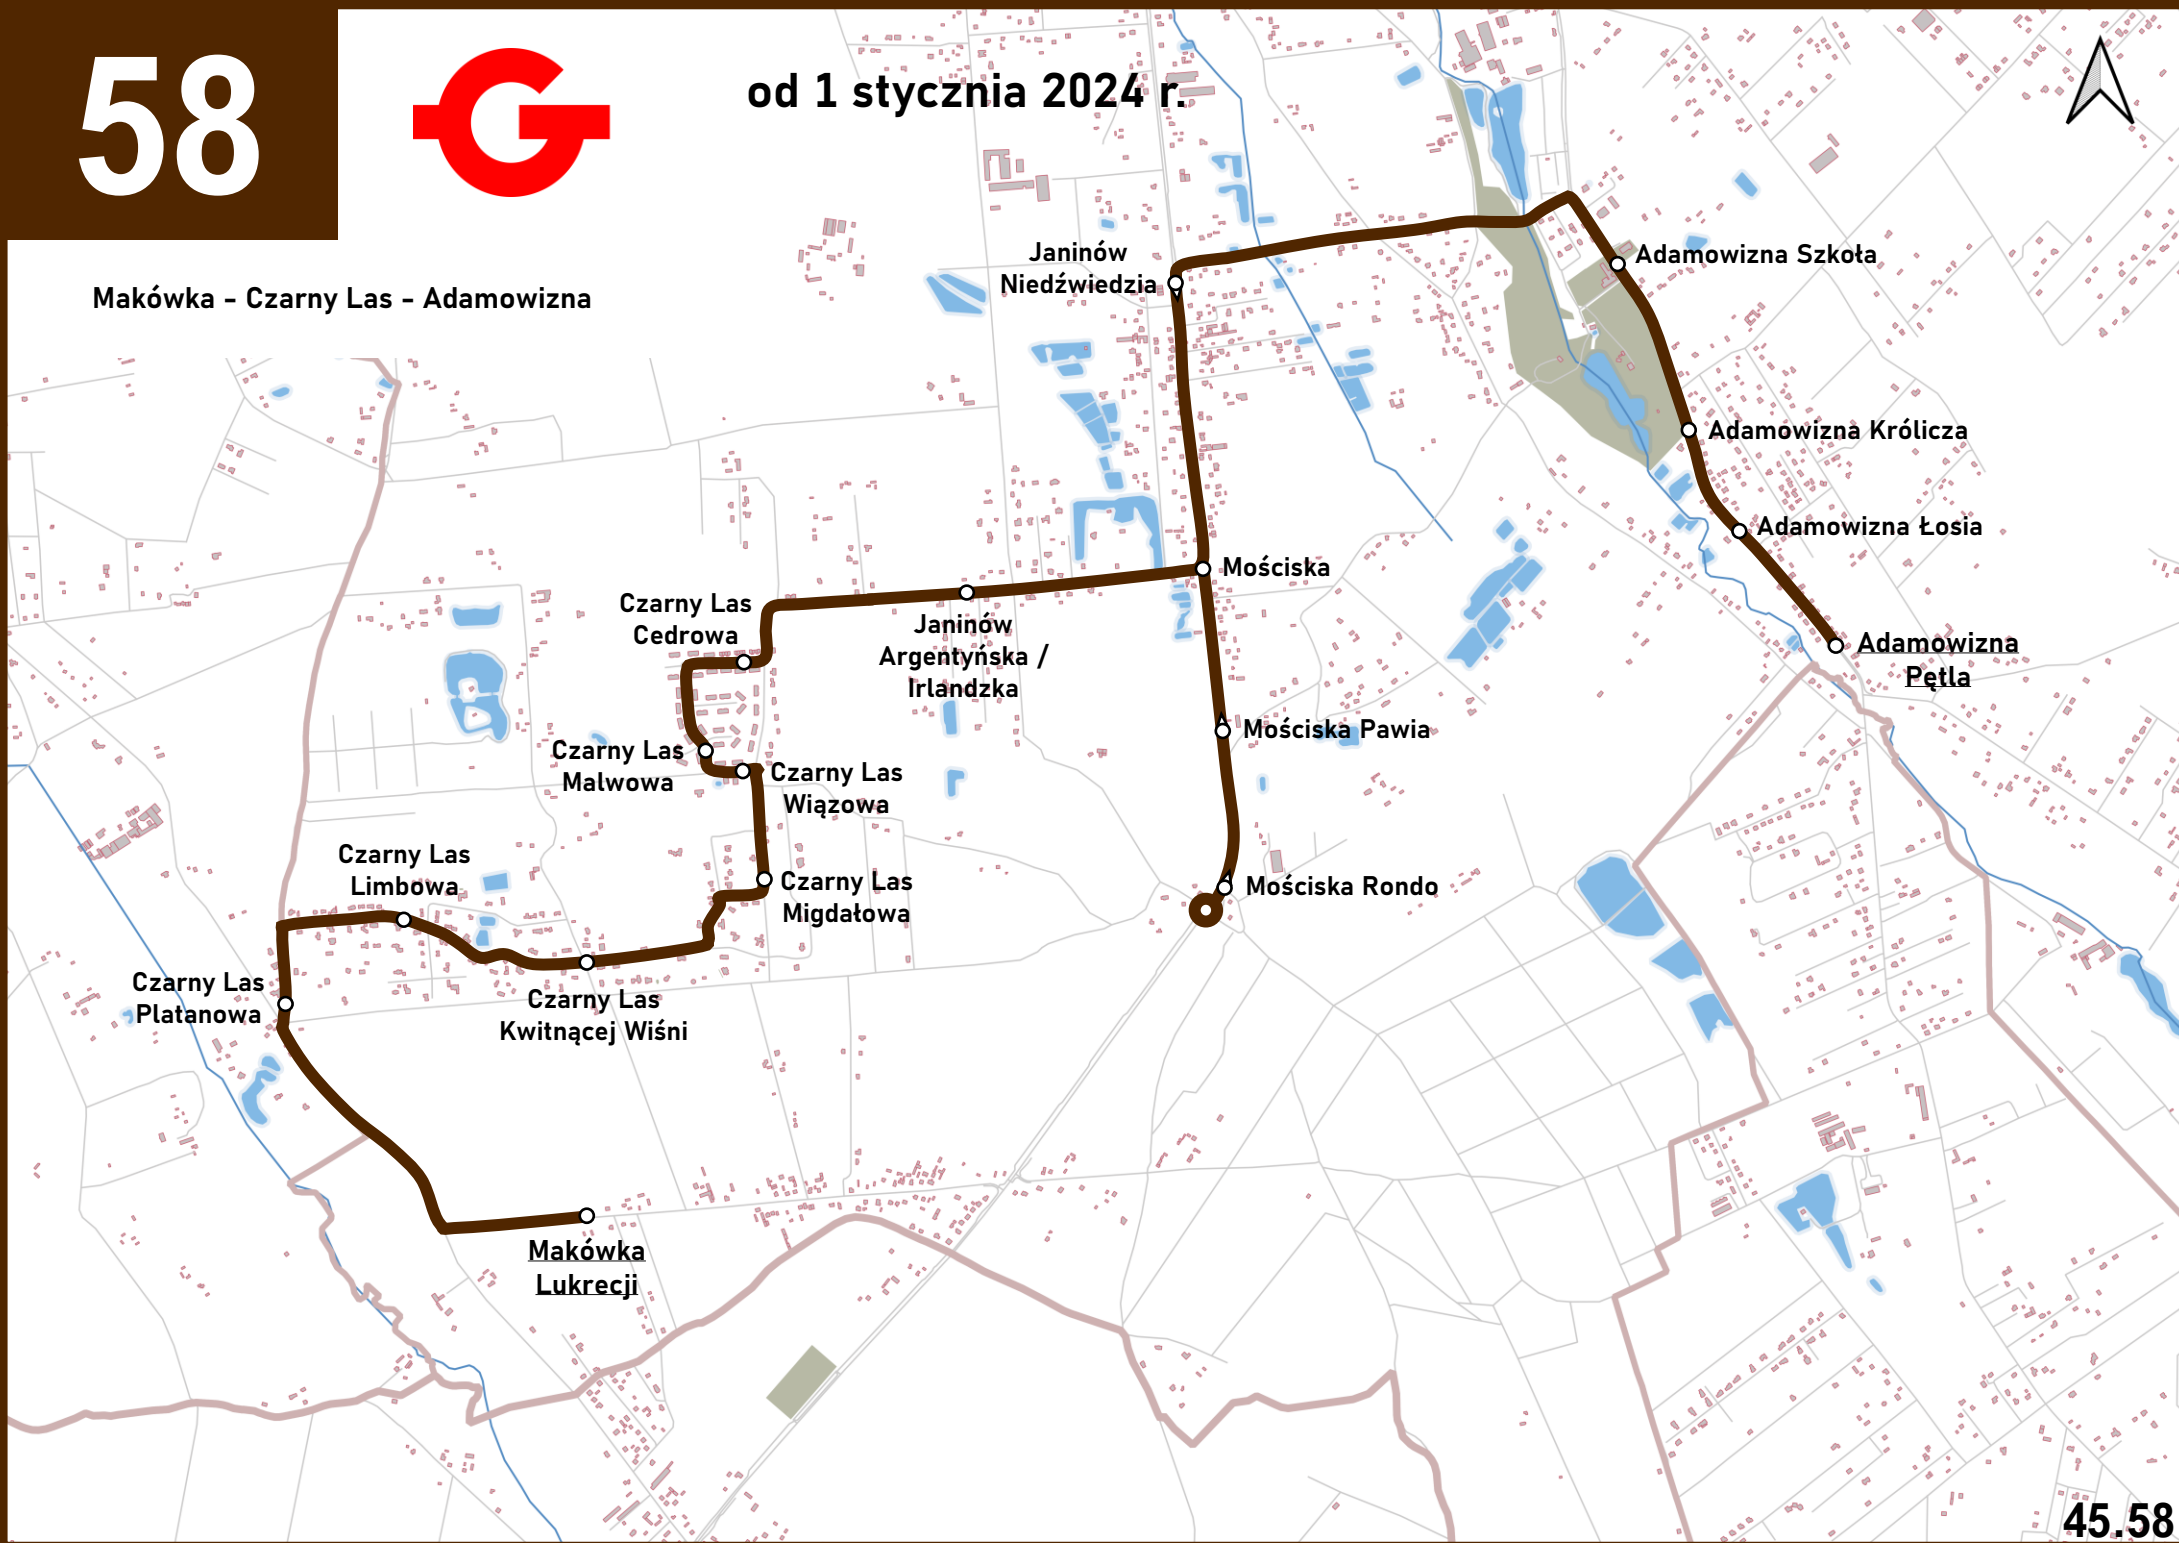 58
od 1 stycznia 2024 r.
Makówka - Czarny Las - Adamowizna
Janinów
Niedźwiedzia
Adamowizna Szkoła
Adamowizna Królicza
Adamowizna Łosia
Adamowizna
Pętla
Mościska
Czarny Las
Cedrowa
Janinów
Argentyńska /
Irlandzka
Mościska Pawia
Czarny Las
Malwowa
Czarny Las
Wiązowa
Czarny Las
Limbowa
Czarny Las
Migdałowa
Mościska Rondo
Czarny Las
Platanowa
Czarny Las
Kwitnącej Wiśni
Makówka
Lukrecji
45.58